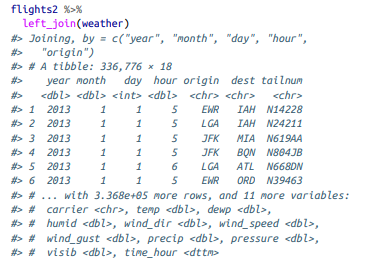 flights2 %>%
  left_join(weather)
#> Joining, by = c("year", "month", "day", "hour",
#>   "origin")
#> # A tibble: 336,776 × 18
#>    year month   day  hour origin  dest tailnum
#>   <dbl> <dbl> <int> <dbl>  <chr> <chr>   <chr>
#> 1  2013     1     1     5    EWR   IAH  N14228
#> 2  2013     1     1     5    LGA   IAH  N24211
#> 3  2013     1     1     5    JFK   MIA  N619AA
#> 4  2013     1     1     5    JFK   BQN  N804JB
#> 5  2013     1     1     6    LGA   ATL  N668DN
#> 6  2013     1     1     5    EWR   ORD  N39463
#> # ... with 3.368e+05 more rows, and 11 more variables:
#> #   carrier <chr>, temp <dbl>, dewp <dbl>,
#> #   humid <dbl>, wind_dir <dbl>, wind_speed <dbl>,
#> #   wind_gust <dbl>, precip <dbl>, pressure <dbl>,
#> #   visib <dbl>, time_hour <dttm>